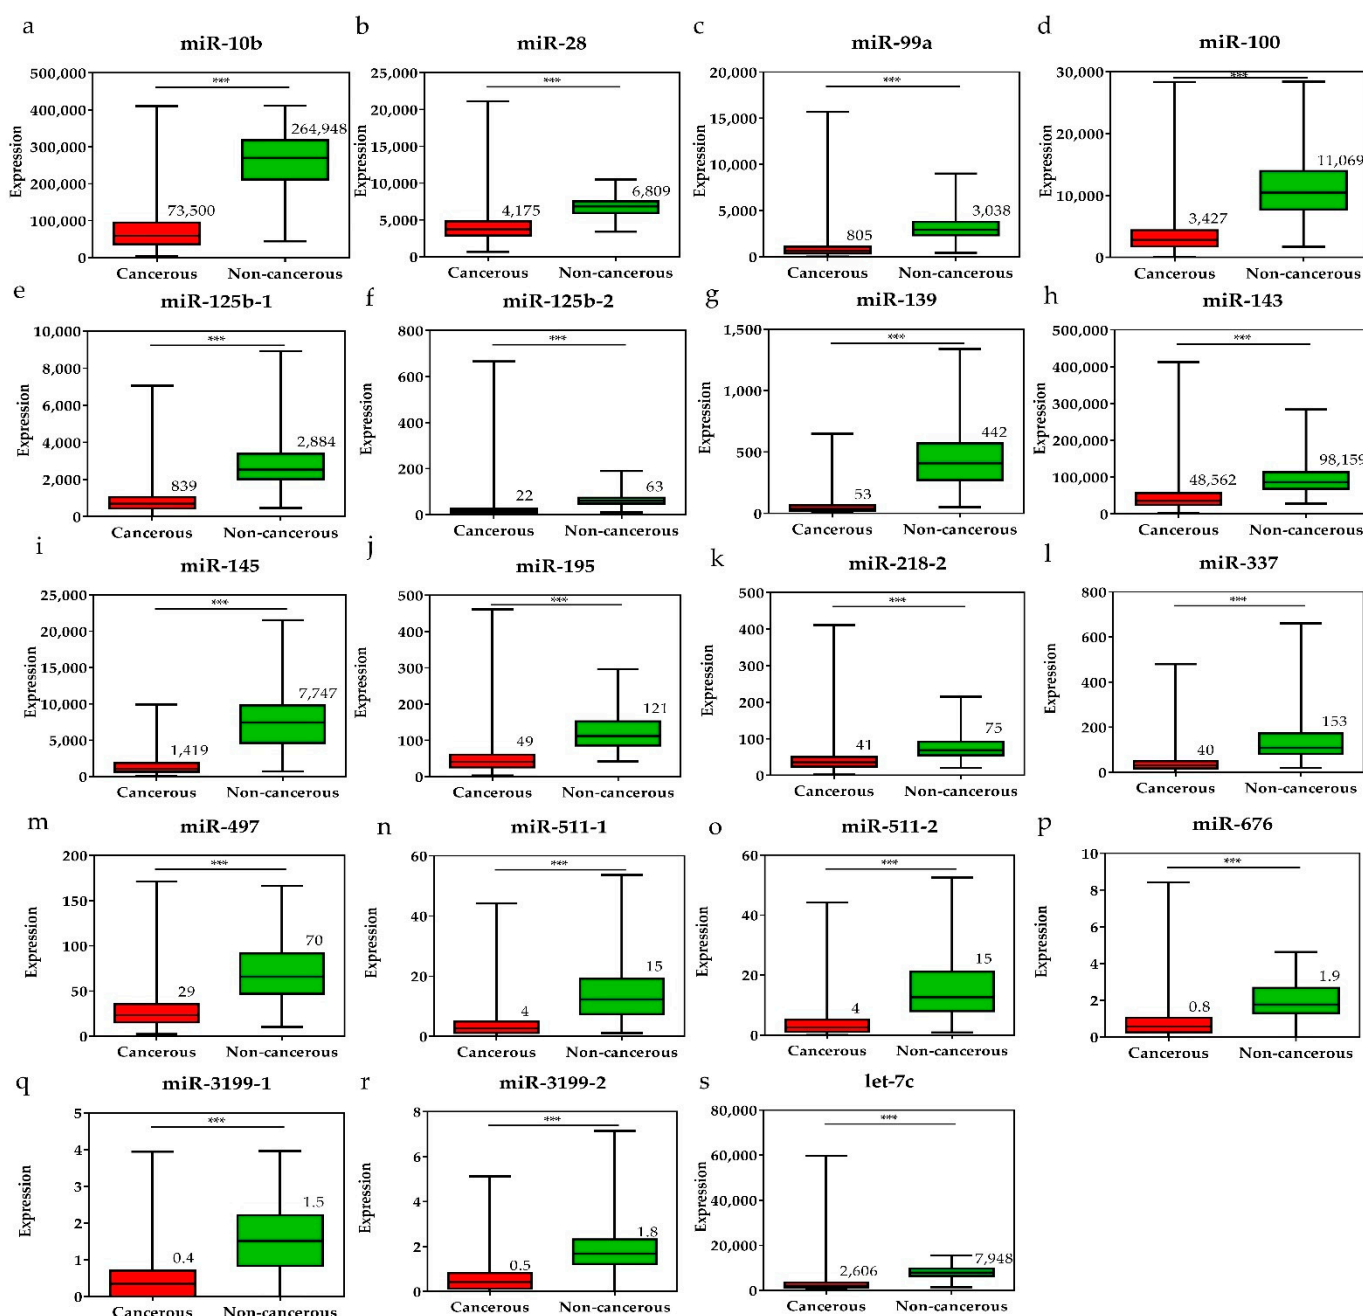 a
miR-10b
500,000
400,000
300,000
200,000
100,000
0
Expression
***
73,500
264,948
Cancerous Non-cancerous
b
miR-28
25,000
20,000
15,000
10,000
5,000
0
Expression
***
4,175
6,809
Cancerous Non-cancerous
c
miR-99a
20,000
15,000
10,000
5,000
0
Expression
***
805
3,038
Cancerous Non-cancerous
d
miR-100
30,000
20,000
10,000
0
Expression
***
3,427
11,069
Cancerous Non-cancerous
e
miR-125b-1
10,000
8,000
6,000
4,000
2,000
0
Expression
***
839
2,884
Cancerous Non-cancerous
f
miR-125b-2
800
600
400
200
0
Expression
***
22
63
Cancerous Non-cancerous
g
miR-139
1,500
1,000
500
0
Expression
***
53
442
Cancerous Non-cancerous
h
miR-143
500,000
400,000
300,000
200,000
100,000
0
Expression
***
48,562
98,159
Cancerous Non-cancerous
i
miR-145
25,000
20,000
15,000
10,000
5,000
0
Expression
***
1,419
7,747
Cancerous Non-cancerous
j
miR-195
500
400
300
200
100
0
Expression
***
49
121
Cancerous Non-cancerous
k
miR-218-2
500
400
300
200
100
0
Expression
***
41
75
Cancerous Non-cancerous
l
miR-337
800
600
400
200
0
Expression
***
40
153
Cancerous Non-cancerous
m
miR-497
200
150
100
50
0
Expression
***
29
70
Cancerous Non-cancerous
n
miR-511-1
60
40
20
0
Expression
***
4
15
Cancerous Non-cancerous
o
miR-511-2
60
40
20
0
Expression
***
4
15
Cancerous Non-cancerous
p
miR-676
10
8
6
4
2
0
Expression
***
0.8
1.9
Cancerous Non-cancerous
q
miR-3199-1
5
4
3
2
1
0
Expression
***
0.4
1.5
Cancerous Non-cancerous
r
miR-3199-2
8
6
4
2
0
Expression
***
0.5
1.8
Cancerous Non-cancerous
s
let-7c
80,000
60,000
40,000
20,000
0
Expression
***
2,606
7,948
Cancerous Non-cancerous